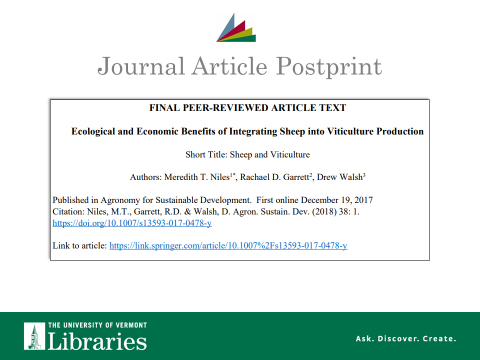 Journal Article Postprint
FINAL PEER-REVIEWED ARTICLE TEXT
Ecological and Economic Benefits of Integrating Sheep into Viticulture Production
Short Title: Sheep and Viticulture
Authors: Meredith T. Niles¹*, Rachael D. Garrett², Drew Walsh³
Published in Agronomy for Sustainable Development.  First online December 19, 2017
Citation: Niles, M.T., Garrett, R.D. & Walsh, D. Agron. Sustain. Dev. (2018) 38: 1.
https://doi.org/10.1007/s13593-017-0478-y
Link to article: https://link.springer.com/article/10.1007%2Fs13593-017-0478-y
THE UNIVERSITY OF VERMONT
Libraries
Ask. Discover. Create.